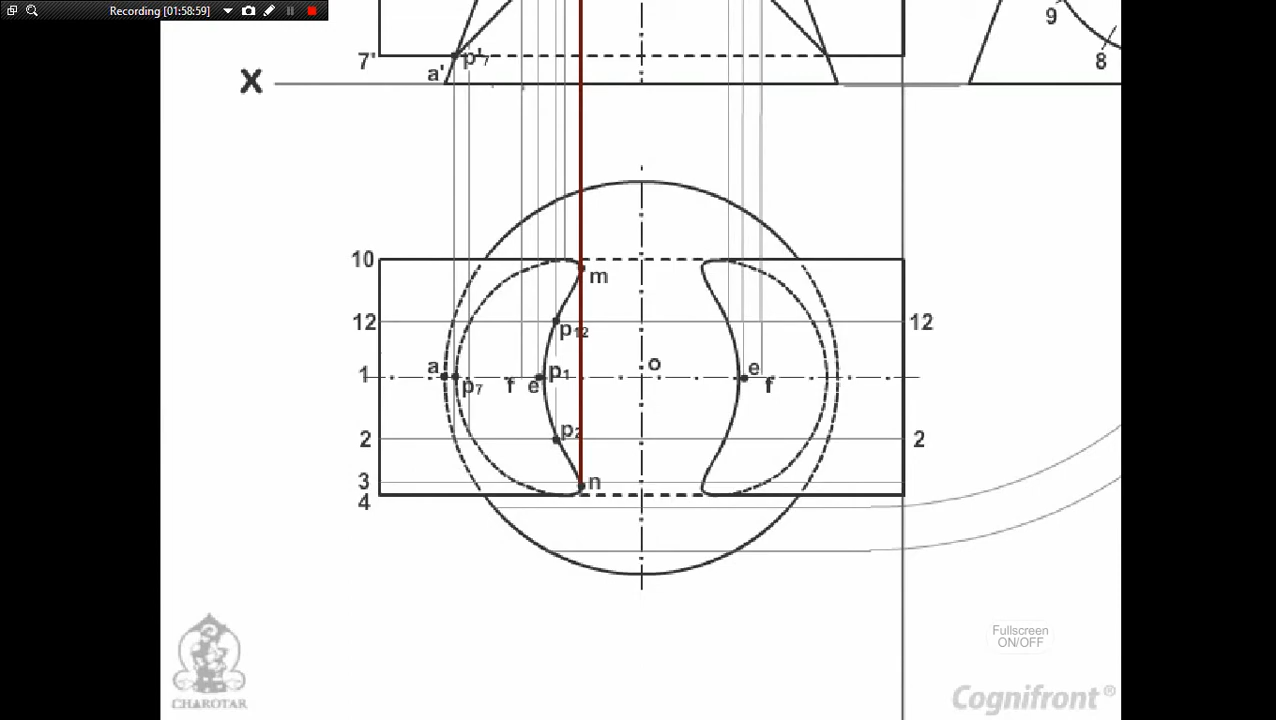 Recording [01:58:59]
9
7'
p'7
8
a'
X
10
m
12
p12
12
o
a
1
p1
e
p7
f
e
f
2
p2
2
3
n
4
Fullscreen
ON/OFF
CHAROTAR
Cognifront®